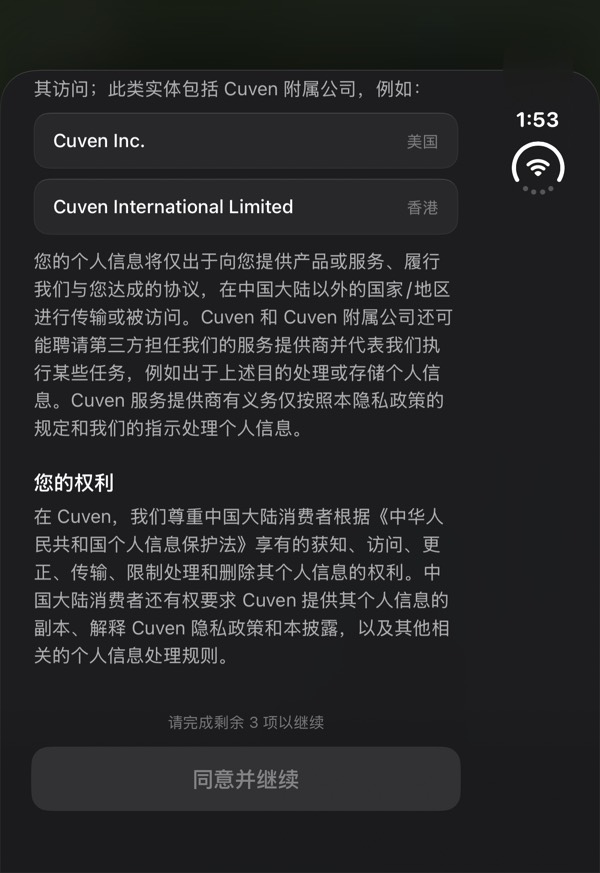 其访问；此类实体包括 Cuven 附属公司，例如：
1:53
Cuven Inc.
美国
Cuven International Limited
香港
您的个人信息将仅出于向您提供产品或服务、履行
我们与您达成的协议，在中国大陆以外的国家/地区
进行传输或被访问。Cuven 和 Cuven 附属公司还可
能聘请第三方担任我们的服务提供商并代表我们执
行某些任务，例如出于上述目的处理或存储个人信
息。Cuven 服务提供商有义务仅按照本隐私政策的
规定和我们的指示处理个人信息。
您的权利
在 Cuven，我们尊重中国大陆消费者根据《中华人
民共和国个人信息保护法》享有的获知、访问、更
正、传输、限制处理和删除其个人信息的权利。中
国大陆消费者还有权要求 Cuven 提供其个人信息的
副本、解释 Cuven 隐私政策和本披露，以及其他相
关的个人信息处理规则。
请完成剩余 3 项以继续
同意并继续